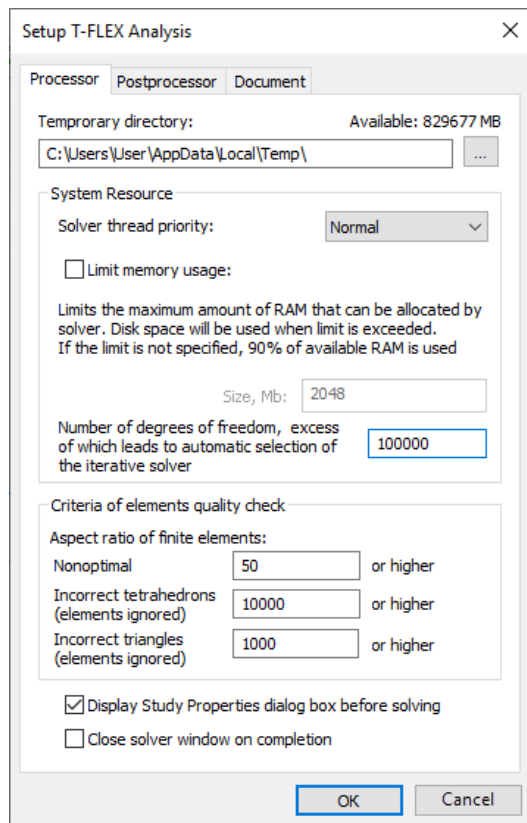 Setup T-FLEX Analysis
Processor Postprocessor Document
Temprorary directory: Available: 829677 MB
C:\Users\User\AppData\Local\Temp\ ...
System Resource
Solver thread priority: Normal
Limit memory usage:
Limits the maximum amount of RAM that can be allocated by
solver. Disk space will be used when limit is exceeded.
If the limit is not specified, 90% of available RAM is used
Size, Mb: 2048
Number of degrees of freedom, excess
of which leads to automatic selection of
the iterative solver
100000
Criteria of elements quality check
Aspect ratio of finite elements:
Nonoptimal 50 or higher
Incorrect tetrahedrons
(elements ignored)
10000 or higher
Incorrect triangles
(elements ignored)
1000 or higher
Display Study Properties dialog box before solving
Close solver window on completion
OK Cancel